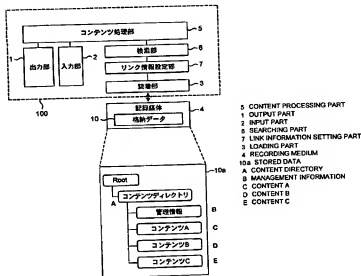 コンテンツ処理部
5
1
出力部
入力部
2
検索部
6
リンク情報設定部
7
装着部
3
100
記録媒体
4
10
格納データ
10a
Root
A
コンテンツディレクトリ
管理情報
B
コンテンツA
C
コンテンツB
D
コンテンツC
E
5 CONTENT PROCESSING PART
1 OUTPUT PART
2 INPUT PART
6 SEARCHING PART
7 LINK INFORMATION SETTING PART
3 LOADING PART
4 RECORDING MEDIUM
10a STORED DATA
A CONTENT DIRECTORY
B MANAGEMENT INFORMATION
C CONTENT A
D CONTENT B
E CONTENT C